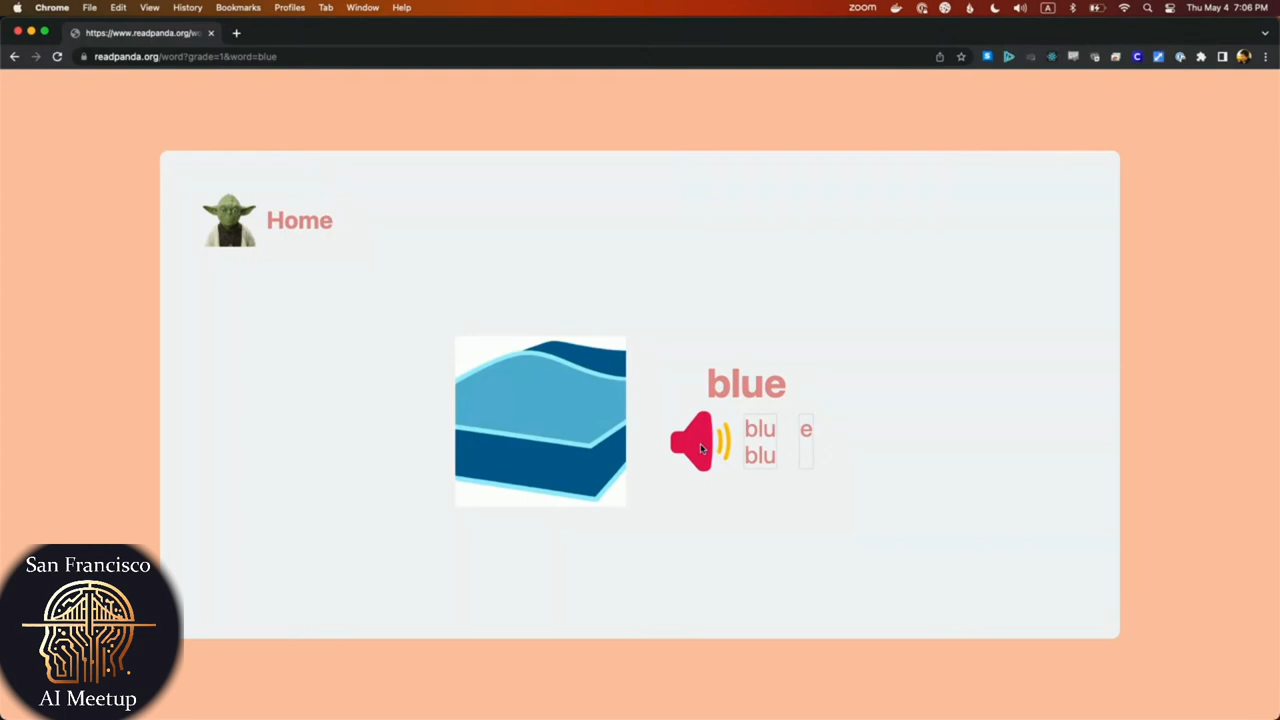 Chrome File Edit View History Bookmarks Profiles Tab Window Help zoom A Thu May 4 7:06 PM
https://www.readpanda.org/wo
readpanda.org/word?grade=1&word=blue
Home
blue
blu e
blu
San Francisco
AI Meetup